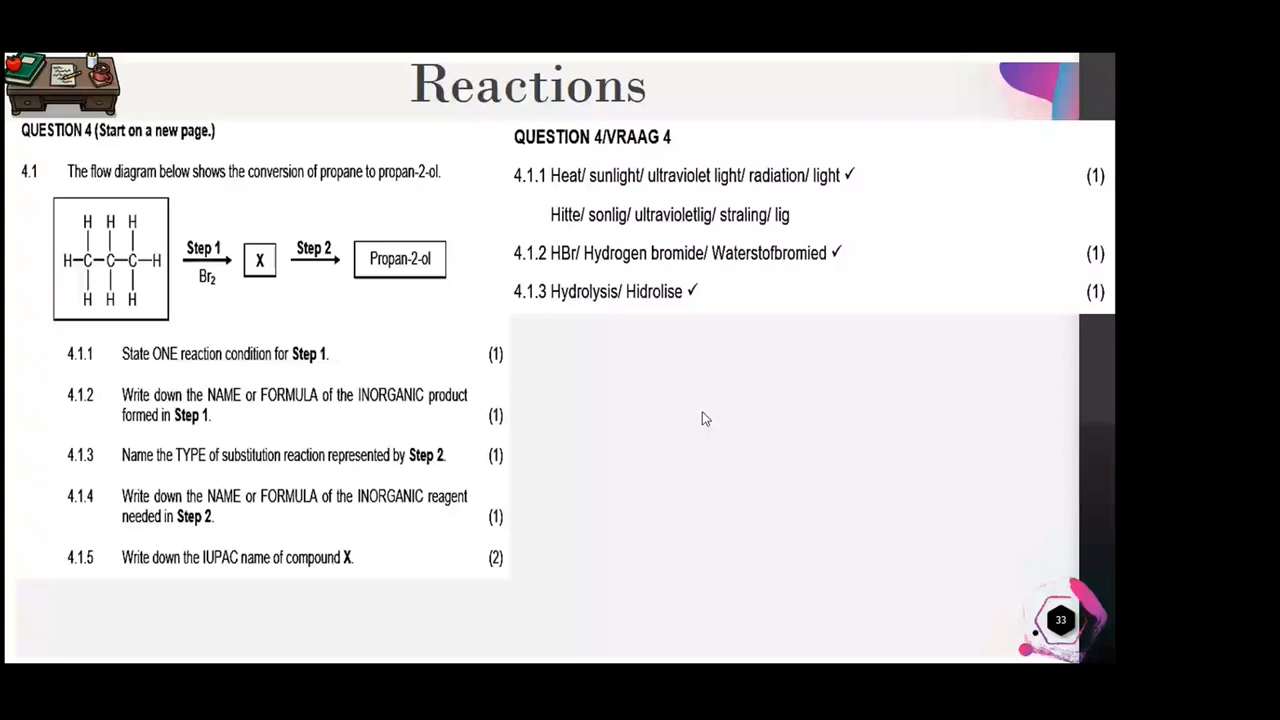 Reactions
QUESTION 4 (Start on a new page.)
4.1 The flow diagram below shows the conversion of propane to propan-2-ol.
H H H
H–C–C–C–H
H H H
Step 1
Br₂
X
Step 2
Propan-2-ol
4.1.1 State ONE reaction condition for Step 1. (1)
4.1.2 Write down the NAME or FORMULA of the INORGANIC product
formed in Step 1. (1)
4.1.3 Name the TYPE of substitution reaction represented by Step 2. (1)
4.1.4 Write down the NAME or FORMULA of the INORGANIC reagent
needed in Step 2. (1)
4.1.5 Write down the IUPAC name of compound X. (2)
QUESTION 4/VRAAG 4
4.1.1 Heat/ sunlight/ ultraviolet light/ radiation/ light ✓ (1)
Hitte/ sonlig/ ultravioletlig/ straling/ lig
4.1.2 HBr/ Hydrogen bromide/ Waterstofbromied ✓ (1)
4.1.3 Hydrolysis/ Hidrolise ✓ (1)
33